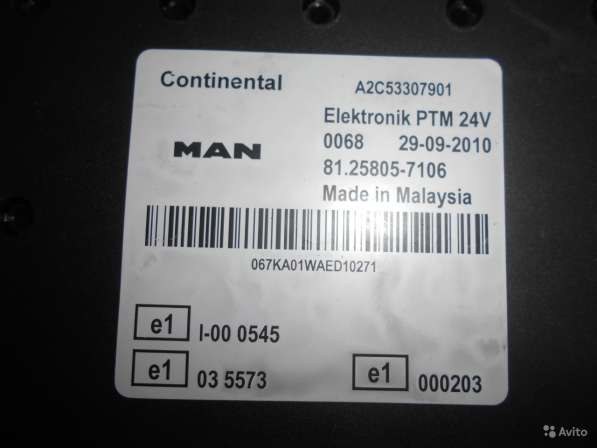 Continental A2C53307901
Elektronik PTM 24V
MAN 0068 29-09-2010
81.25805-7106
Made in Malaysia
067KA01WAED10271
e1 I-00 0545
e1 03 5573 e1 000203
Avito